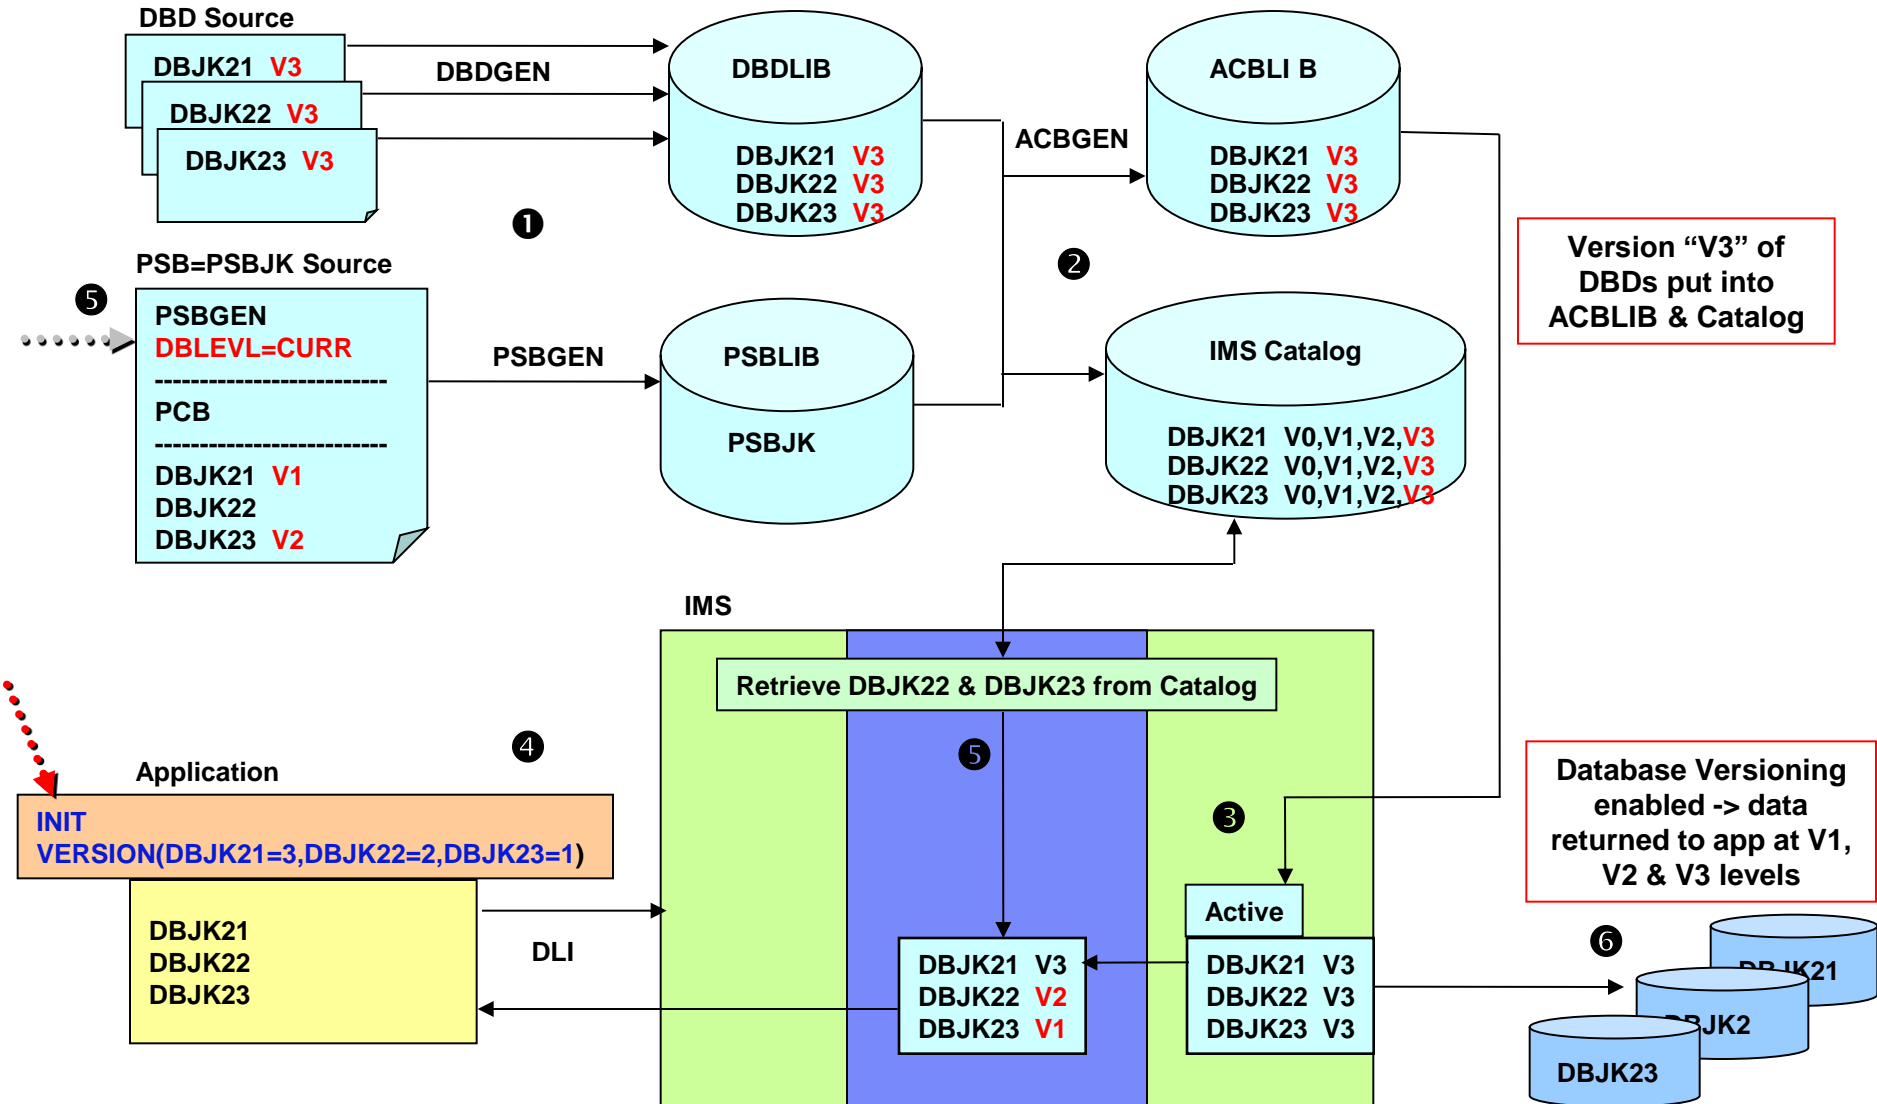 DBD Source
DBJK21 V3
DBJK22 V3
DBJK23 V3
DBDGEN
DBDLIB
DBJK21 V3
DBJK22 V3
DBJK23 V3
ACBGEN
ACBLI B
DBJK21 V3
DBJK22 V3
DBJK23 V3
1
2
Version “V3” of
DBDs put into
ACBLIB & Catalog
PSB=PSBJK Source
5
PSBGEN
DBLEVL=CURR
--------------------------
PCB
--------------------------
DBJK21 V1
DBJK22
DBJK23 V2
PSBGEN
PSBLIB
PSBJK
IMS Catalog
DBJK21 V0,V1,V2,V3
DBJK22 V0,V1,V2,V3
DBJK23 V0,V1,V2,V3
IMS
Retrieve DBJK22 & DBJK23 from Catalog
4
5
3
Application
INIT
VERSION(DBJK21=3,DBJK22=2,DBJK23=1)
DBJK21
DBJK22
DBJK23
DLI
DBJK21 V3
DBJK22 V2
DBJK23 V1
Active
DBJK21 V3
DBJK22 V3
DBJK23 V3
Database Versioning
enabled -> data
returned to app at V1,
V2 & V3 levels
6
DBJK21
DBJK2
DBJK23